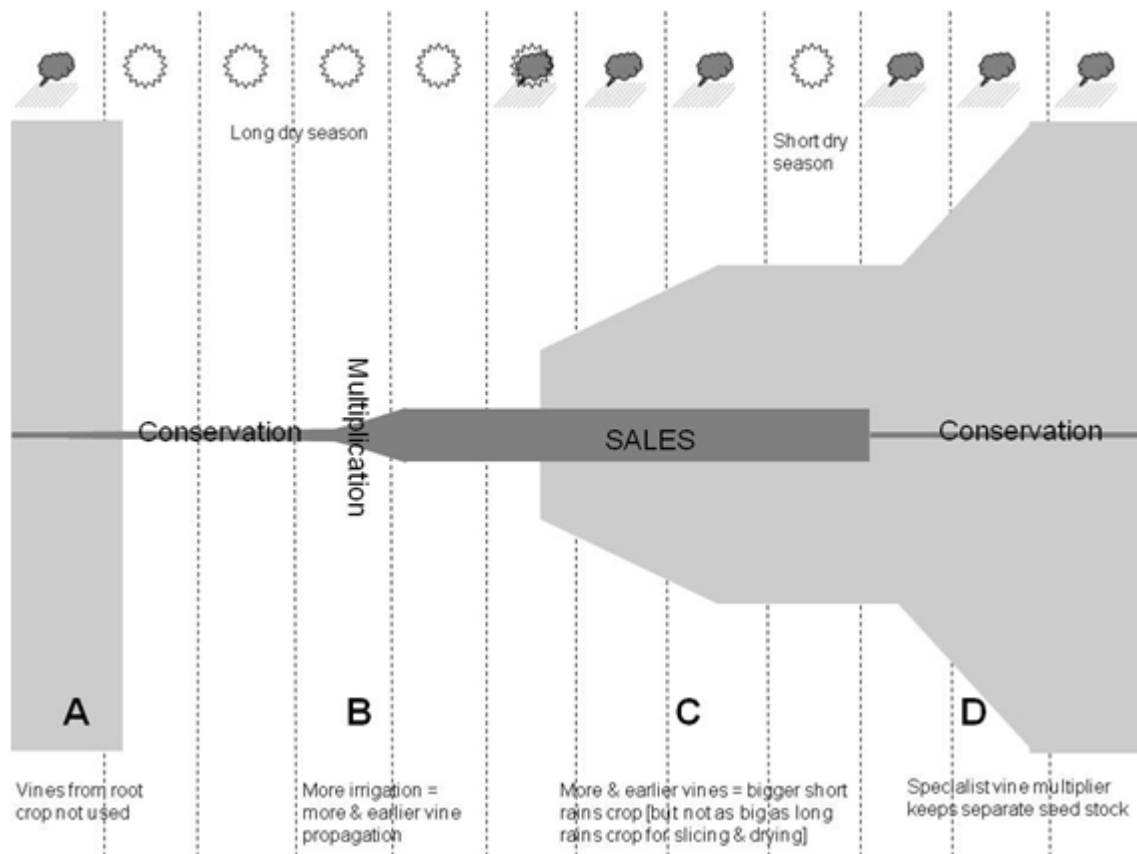 Long dry season
Short dry
season
Conservation
Multiplication
SALES
Conservation
A
B
C
D
Vines from root
crop not used
More irrigation =
more & earlier vine
propagation
More & earlier vines = bigger short
rains crop [but not as big as long
rains crop for slicing & drying]
Specialist vine multiplier
keeps separate seed stock